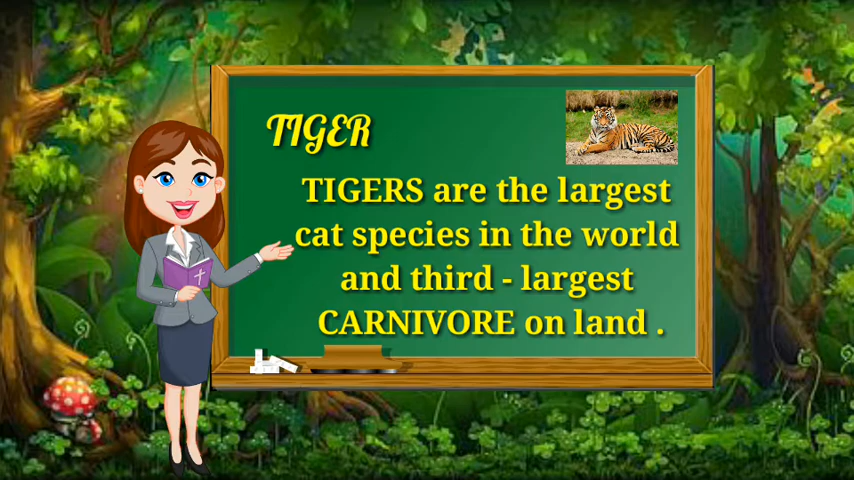 TIGER
TIGERS are the largest
cat species in the world
and third - largest
CARNIVORE on land .